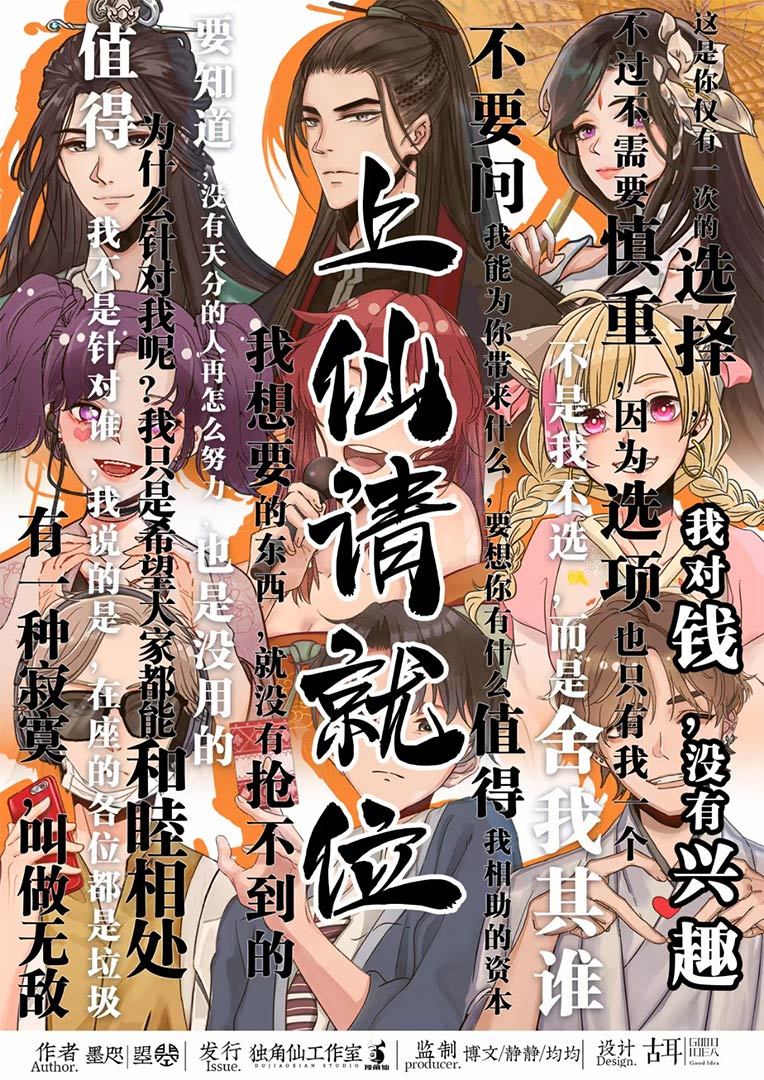 这是你仅有一次的选择，
不过不需要慎重，因为选项也只有我一个
我对钱，没有兴趣
不是我不选，而是舍我其谁
不要问我能为你带来什么，要想你有什么值得我相助的资本
上仙请就位
我想要的东西，就没有抢不到的
要知道，没有天分的人再怎么努力，也是没用的
为什么针对我呢？我只是希望大家都能和睦相处
值得
我不是针对谁，我说的是，在座的各位都是垃圾
有一种寂寞，叫做无敌
作者 墨咫 | 发行 独角仙工作室 | 监制 博文/静静/均均 | 设计 古耳
Author. Issue. DUJIAOXIAN STUDIO 独角仙 producer. Design. Good Idea